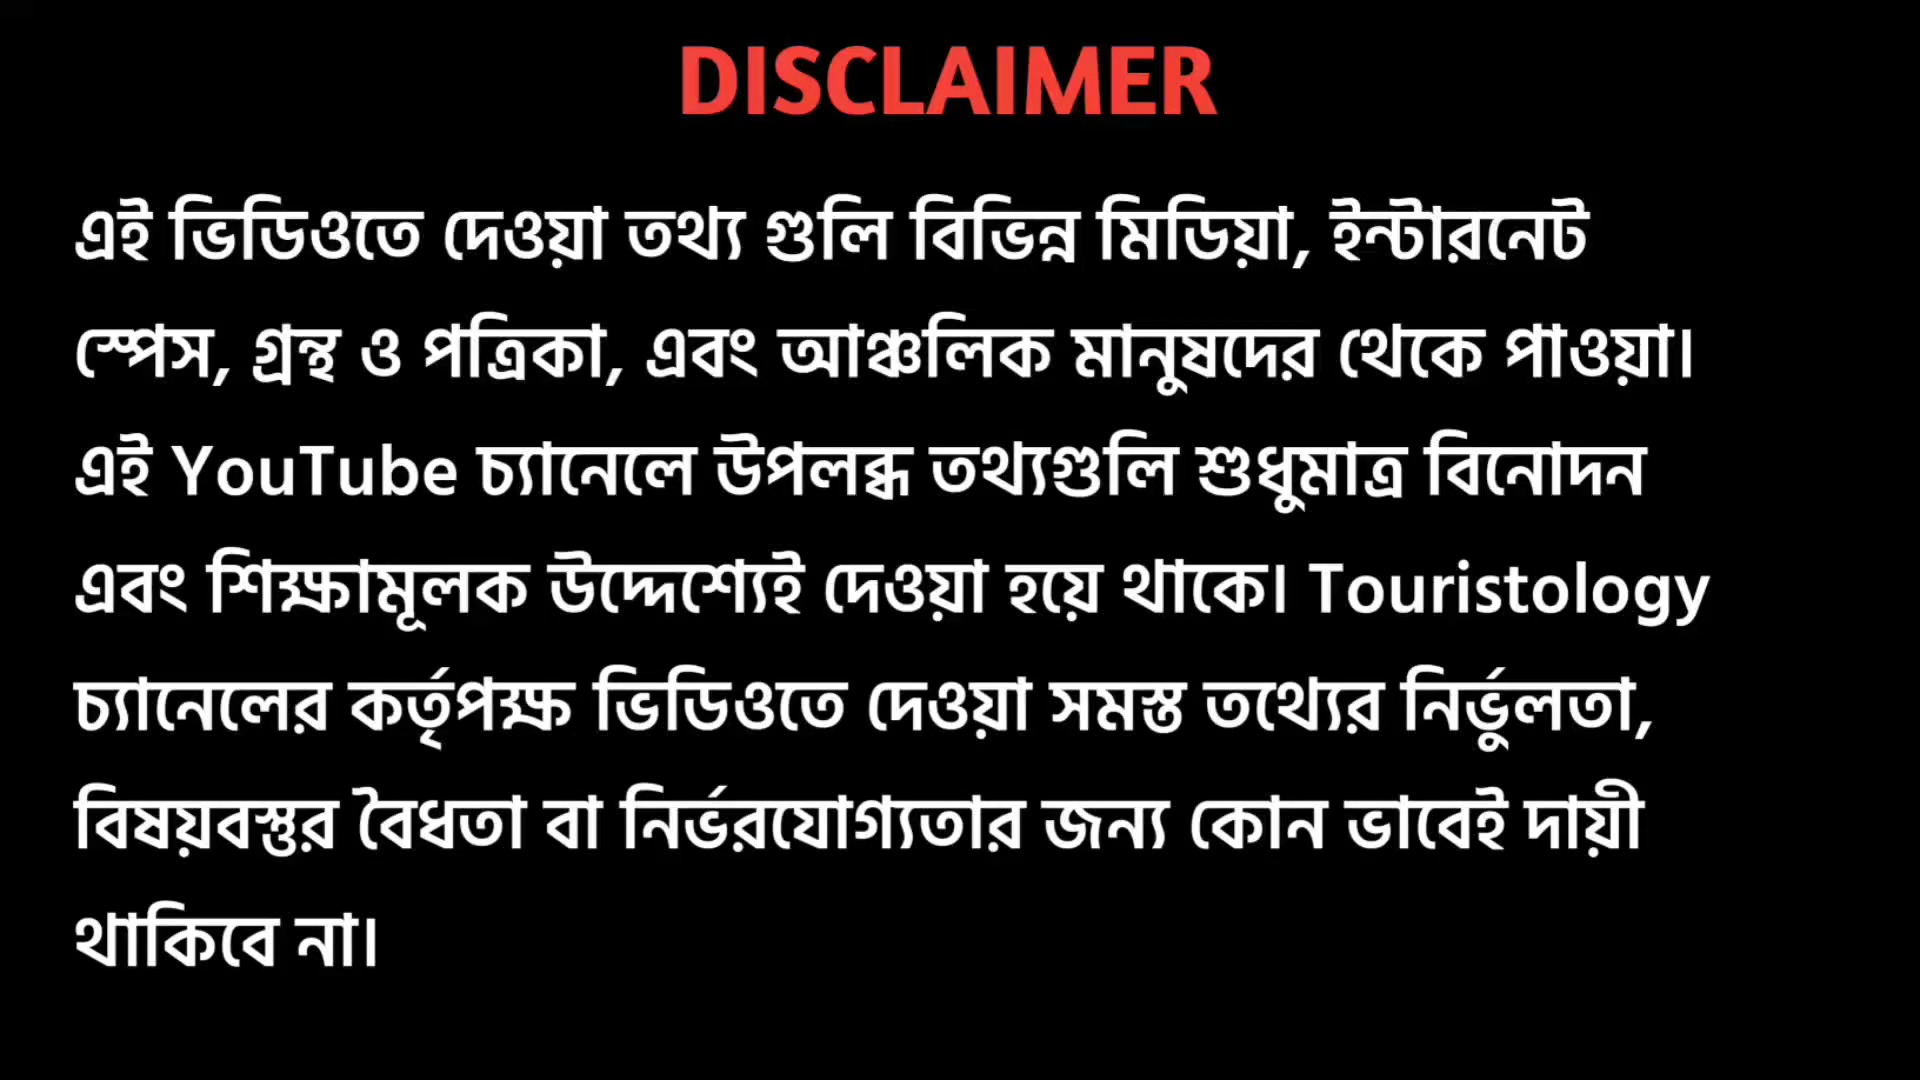 DISCLAIMER
এই ভিডিওতে দেওয়া তথ্য গুলি বিভিন্ন মিডিয়া, ইন্টারনেট
স্পেস, গ্রন্থ ও পত্রিকা, এবং আঞ্চলিক মানুষদের থেকে পাওয়া।
এই YouTube চ্যানেলে উপলব্ধ তথ্যগুলি শুধুমাত্র বিনোদন
এবং শিক্ষামূলক উদ্দেশ্যেই দেওয়া হয়ে থাকে। Touristology
চ্যানেলের কর্তৃপক্ষ ভিডিওতে দেওয়া সমস্ত তথ্যের নির্ভুলতা,
বিষয়বস্তুর বৈধতা বা নির্ভরযোগ্যতার জন্য কোন ভাবেই দায়ী
থাকিবে না।